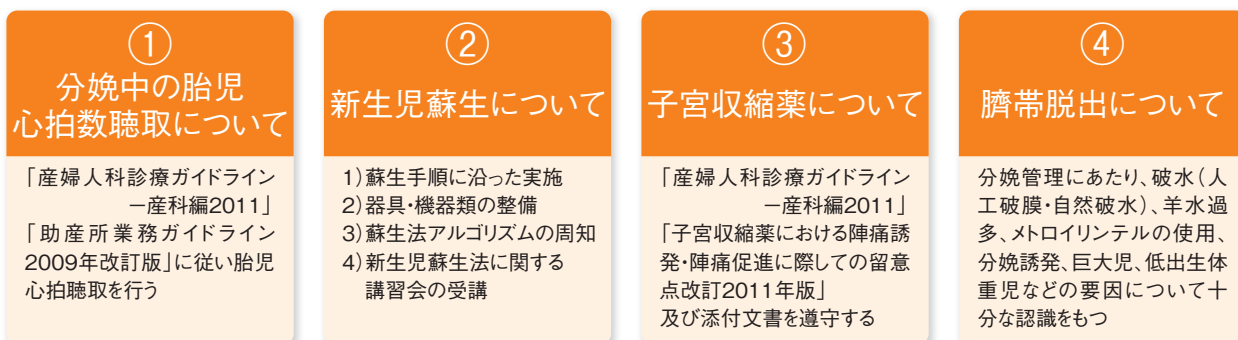 ①
分娩中の胎児
心拍数聴取について
「産婦人科診療ガイドライン
－産科編2011」
「助産所業務ガイドライン
2009年改訂版」に従い胎児
心拍聴取を行う
②
新生児蘇生について
1)蘇生手順に沿った実施
2)器具・機器類の整備
3)蘇生法アルゴリズムの周知
4)新生児蘇生法に関する
講習会の受講
③
子宮収縮薬について
「産婦人科診療ガイドライン
－産科編2011」
「子宮収縮薬における陣痛誘
発・陣痛促進に際しての留意
点改訂2011年版」
及び添付文書を遵守する
④
臍帯脱出について
分娩管理にあたり、破水(人
工破膜・自然破水)、羊水過
多、メトロイリンテルの使用、
分娩誘発、巨大児、低出生体
重児などの要因について十
分な認識をもつ